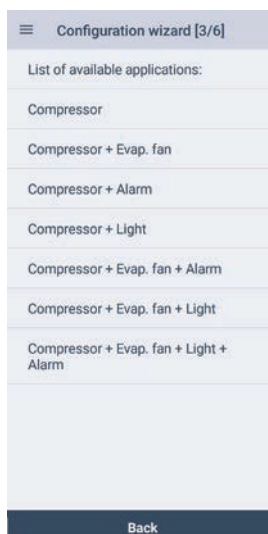 Configuration wizard [3/6]
List of available applications:
Compressor
Compressor + Evap. fan
Compressor + Alarm
Compressor + Light
Compressor + Evap. fan + Alarm
Compressor + Evap. fan + Light
Compressor + Evap. fan + Light +
Alarm
Back